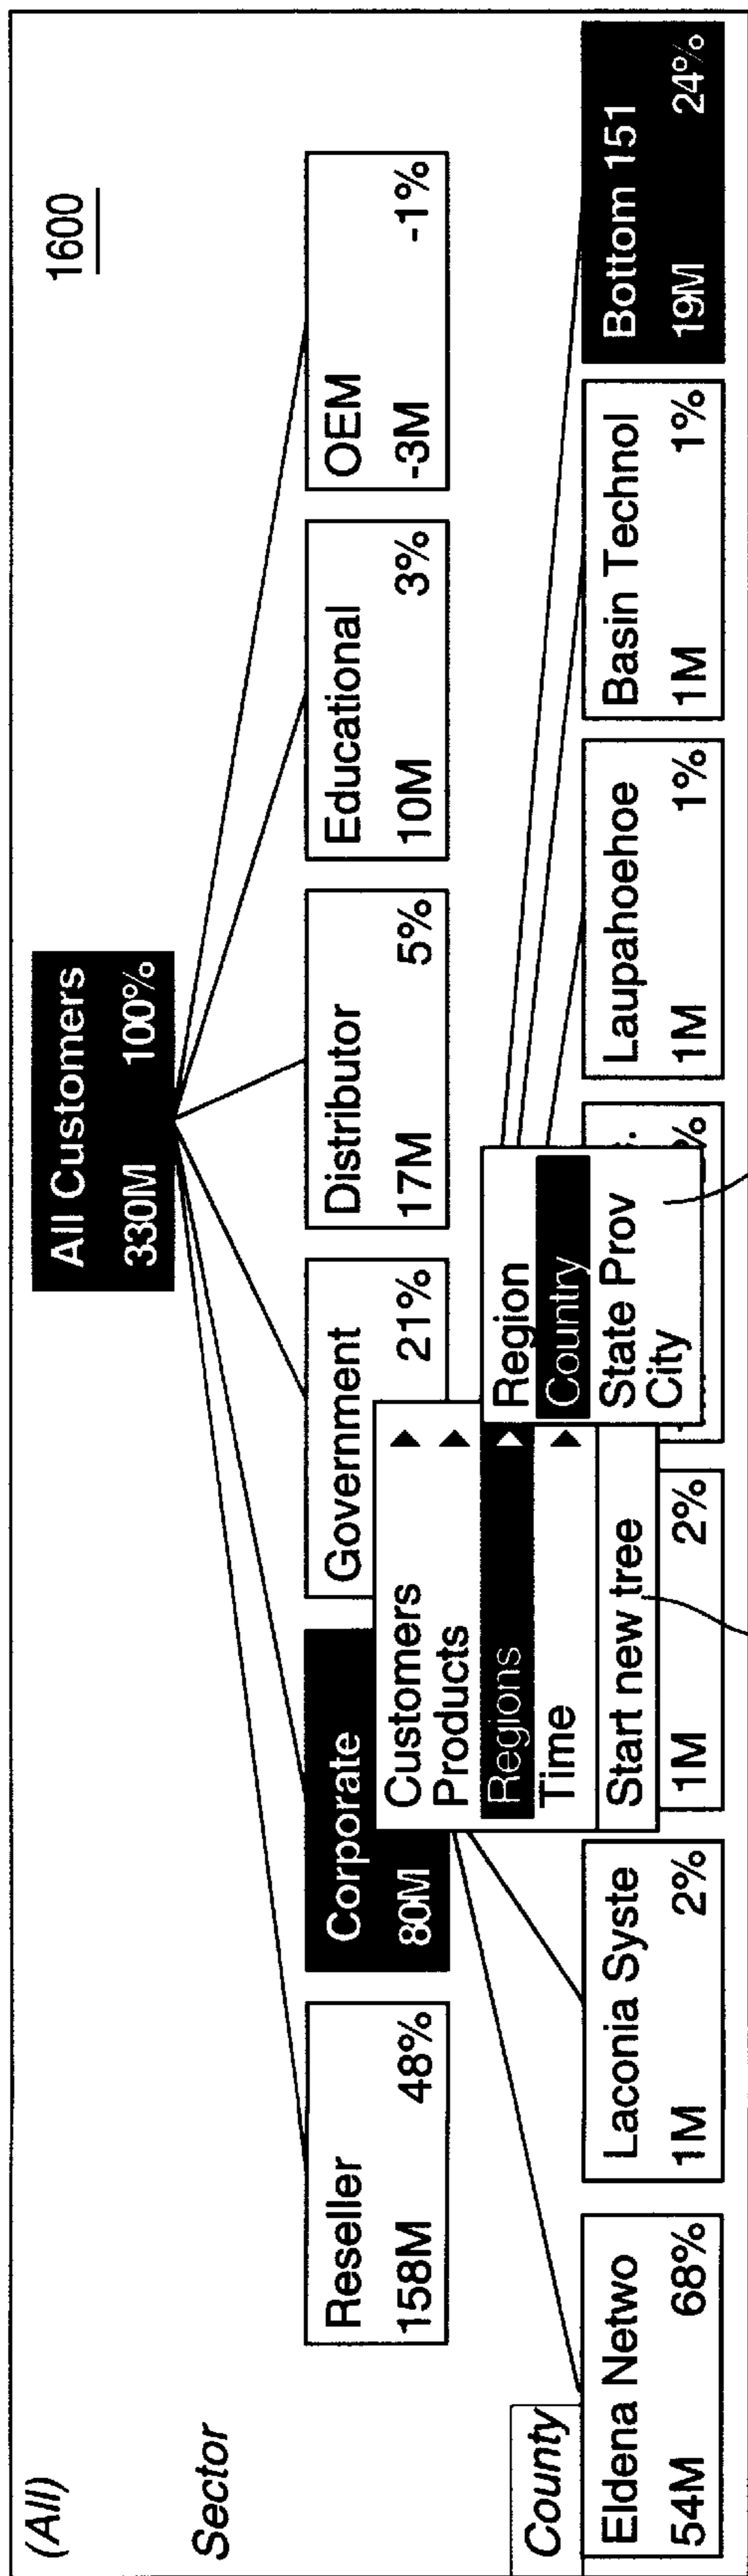 (All)
1600
All Customers
330M 100%
Sector
Reseller
158M 48%
Corporate
80M
Government
21%
Distributor
17M 5%
Educational
10M 3%
OEM
-3M -1%
Customers ▶
Products ▶
Regions ▶
Time ▶
Start new tree
Region
Country
State Prov
City
County
Eldena Netwo
54M 68%
Laconia Syste
1M 2%
1M 2%
%
Laupahoehoe
1M 1%
Basin Technol
1M 1%
Bottom 151
19M 24%